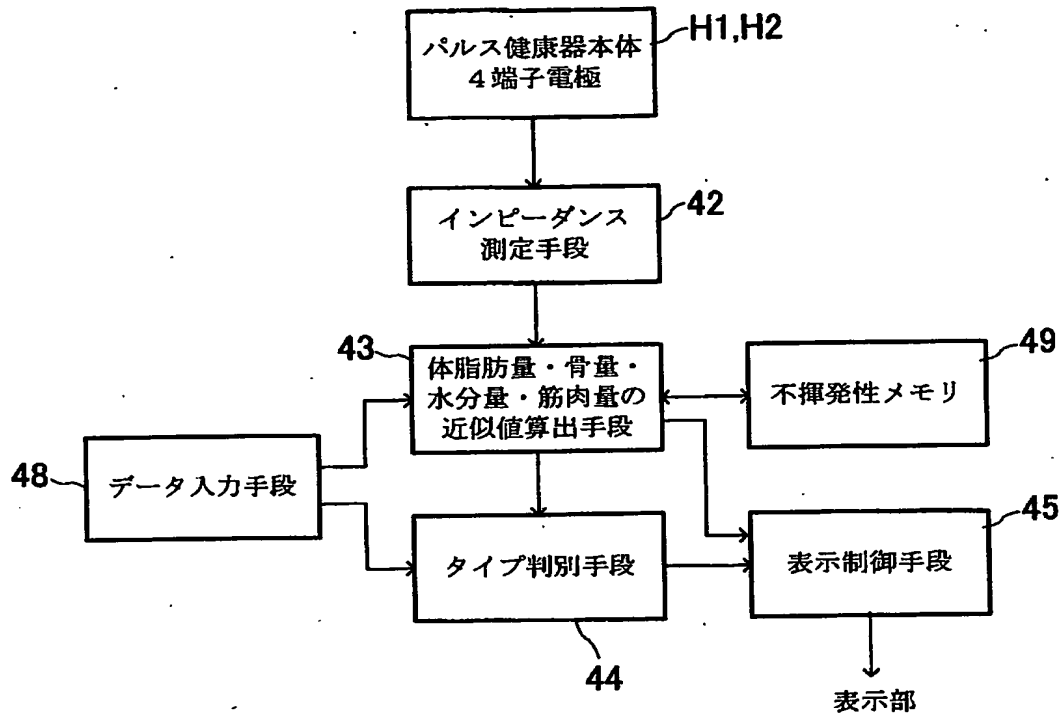 パルス健康器本体
４端子電極
H1,H2
インピーダンス
測定手段
42
43
体脂肪量・骨量・
水分量・筋肉量の
近似値算出手段
49
不揮発性メモリ
48
データ入力手段
タイプ判別手段
44
45
表示制御手段
表示部